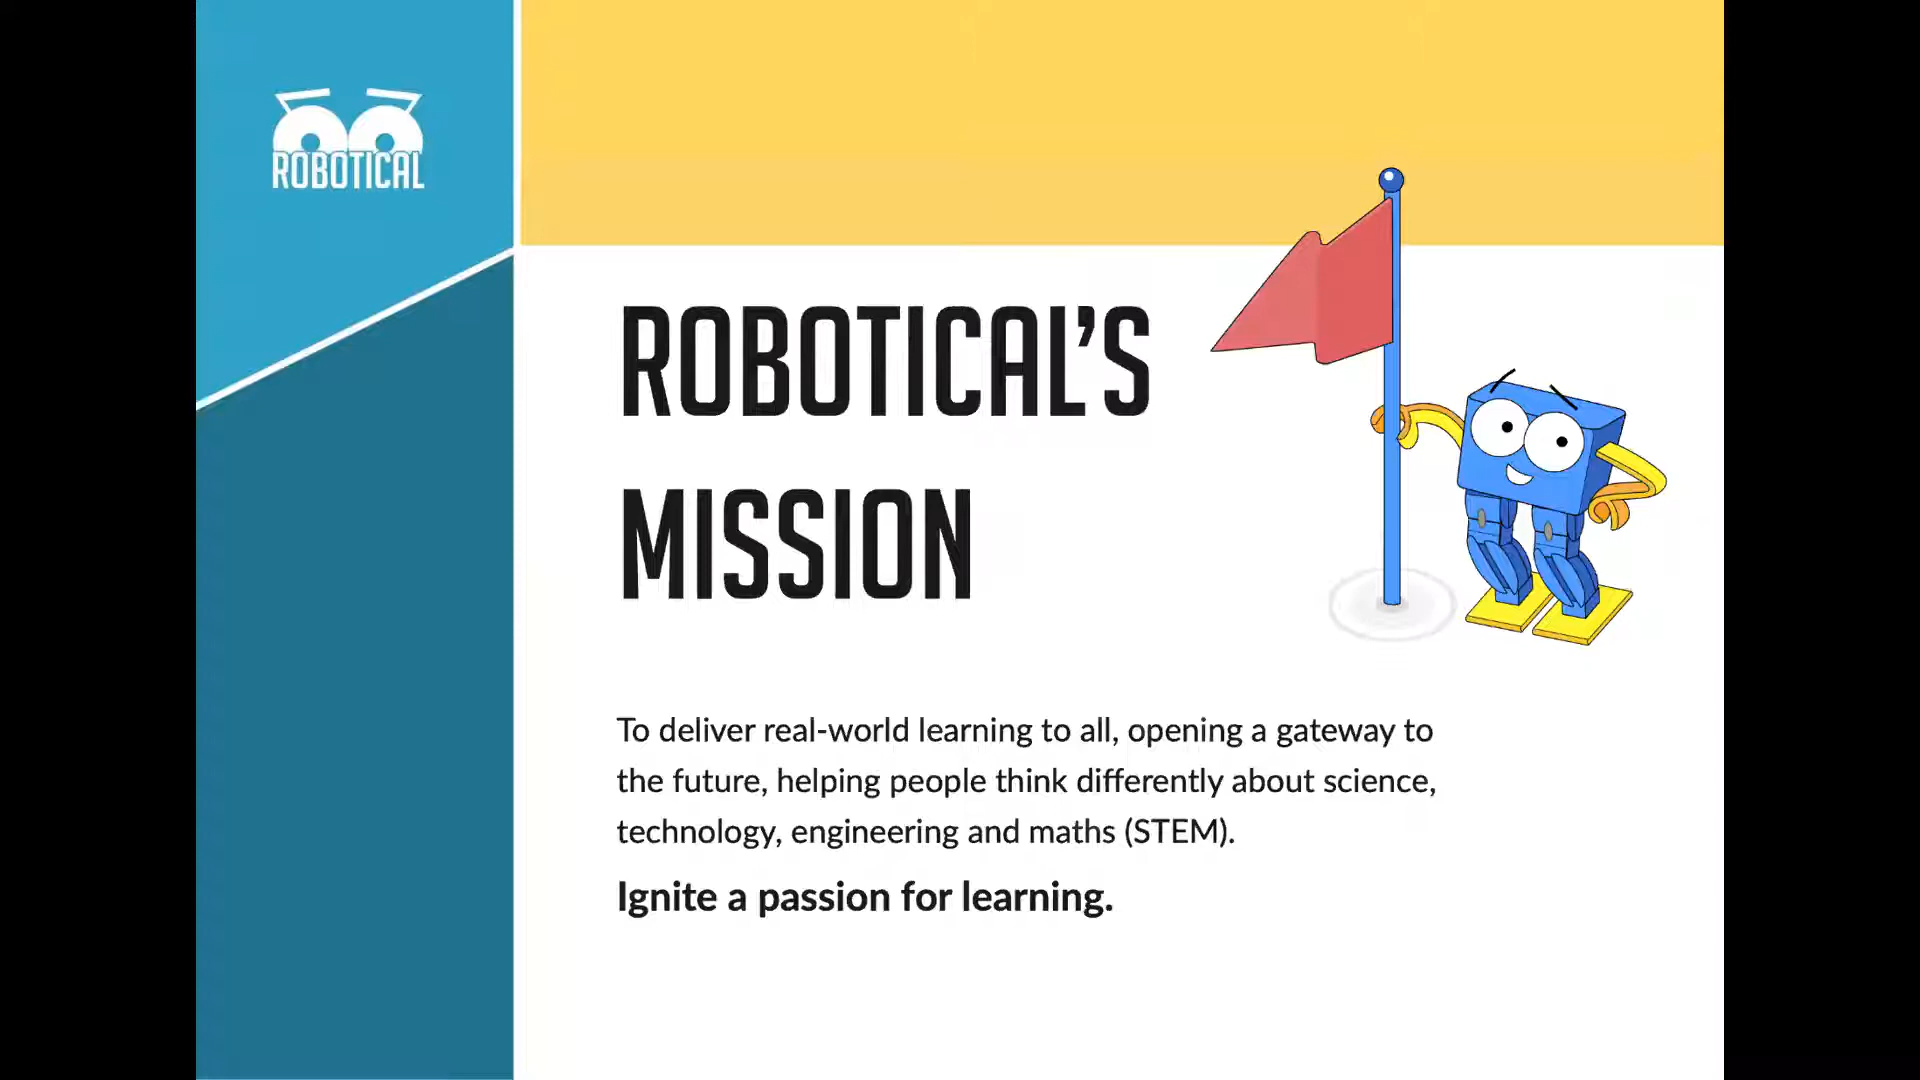 ROBOTICAL
ROBOTICAL’S
MISSION
To deliver real-world learning to all, opening a gateway to
the future, helping people think differently about science,
technology, engineering and maths (STEM).
Ignite a passion for learning.